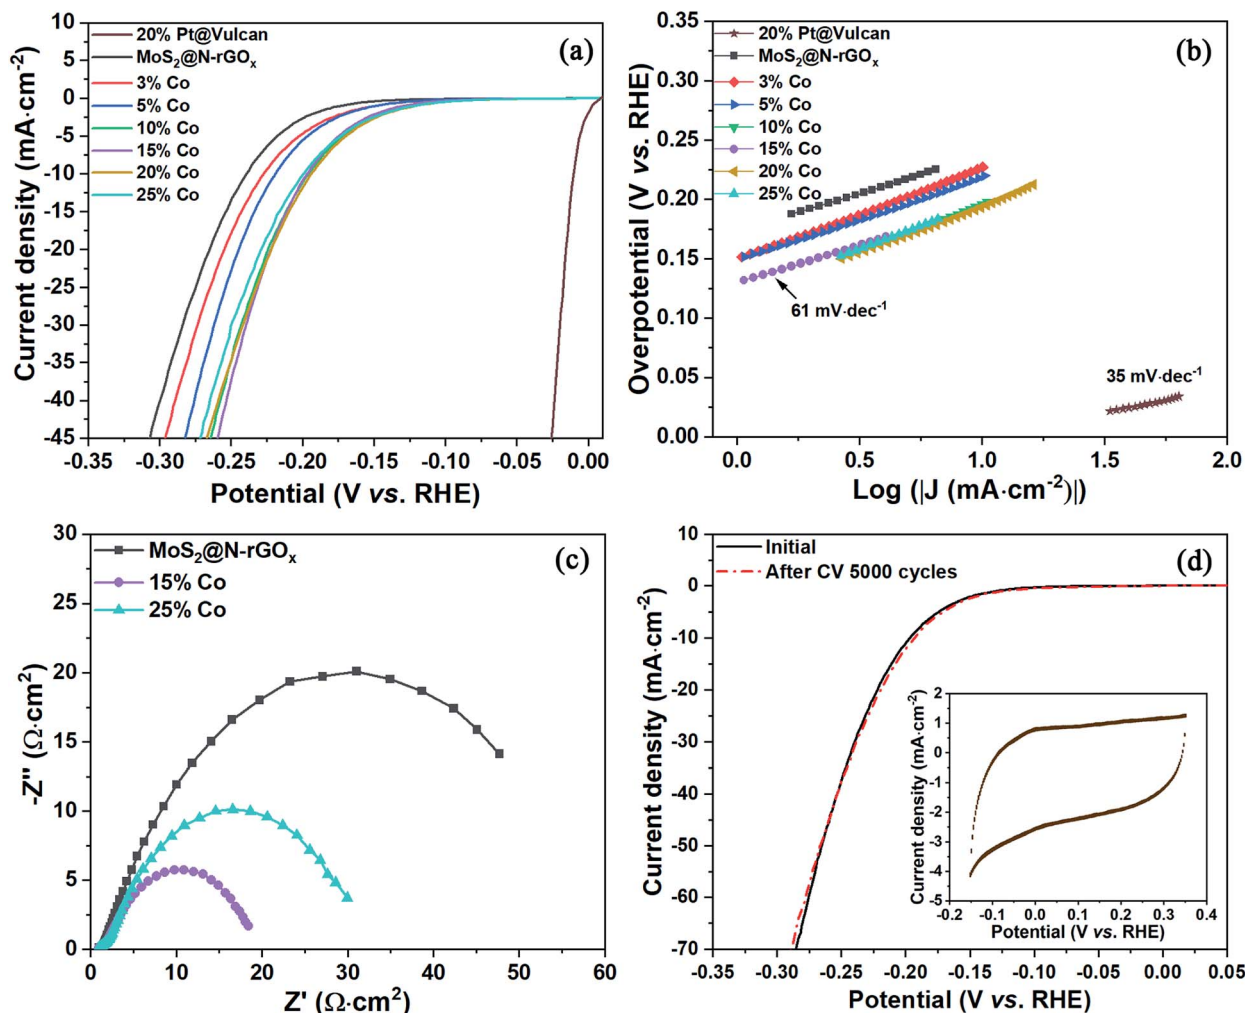 (a)
20% Pt@Vulcan
MoS₂@N-rGOₓ
3% Co
5% Co
10% Co
15% Co
20% Co
25% Co
Current density (mA·cm⁻²)
10
5
0
-5
-10
-15
-20
-25
-30
-35
-40
-45
-0.35 -0.30 -0.25 -0.20 -0.15 -0.10 -0.05 0.00
Potential (V vs. RHE)
(b)
20% Pt@Vulcan
MoS₂@N-rGOₓ
3% Co
5% Co
10% Co
15% Co
20% Co
25% Co
Overpotential (V vs. RHE)
0.35
0.30
0.25
0.20
0.15
0.10
0.05
0.00
61 mV·dec⁻¹
35 mV·dec⁻¹
0.0 0.5 1.0 1.5 2.0
Log (|J (mA·cm⁻²)|)
(c)
MoS₂@N-rGOₓ
15% Co
25% Co
-Z'' (Ω·cm²)
30
25
20
15
10
5
0
0 10 20 30 40 50 60
Z' (Ω·cm²)
(d)
Initial
After CV 5000 cycles
Current density (mA·cm⁻²)
10
0
-10
-20
-30
-40
-50
-60
-70
-0.35 -0.30 -0.25 -0.20 -0.15 -0.10 -0.05 0.00 0.05
Potential (V vs. RHE)
Current density (mA·cm⁻²)
2
1
0
-1
-2
-3
-4
-5
-0.2 -0.1 0.0 0.1 0.2 0.3 0.4
Potential (V vs. RHE)